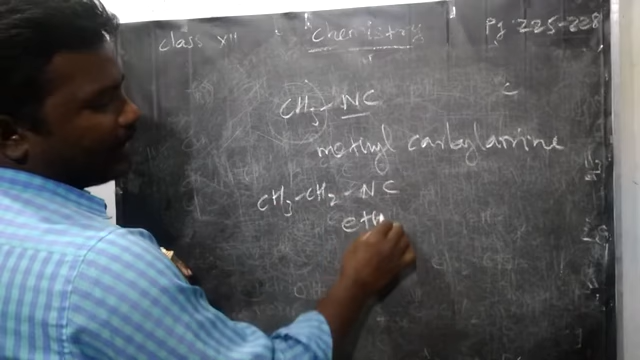 class XII Chemistry Pg 225-228
CH3-NC
methyl carbylamine
CH3-CH2-NC
eth